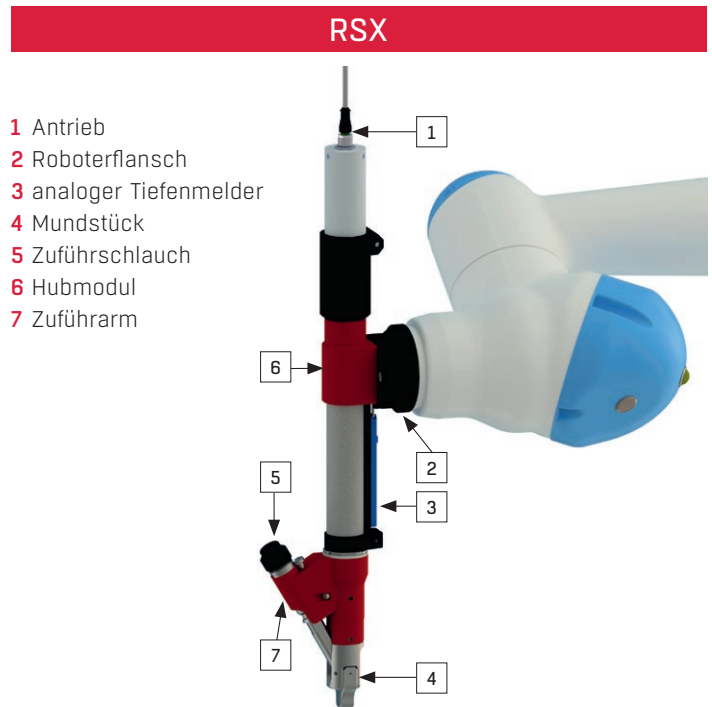 RSX
1 Antrieb
2 Roboterflansch
3 analoger Tiefenmelder
4 Mundstück
5 Zuführschlauch
6 Hubmodul
7 Zuführarm
1
6
2
5
3
7
4